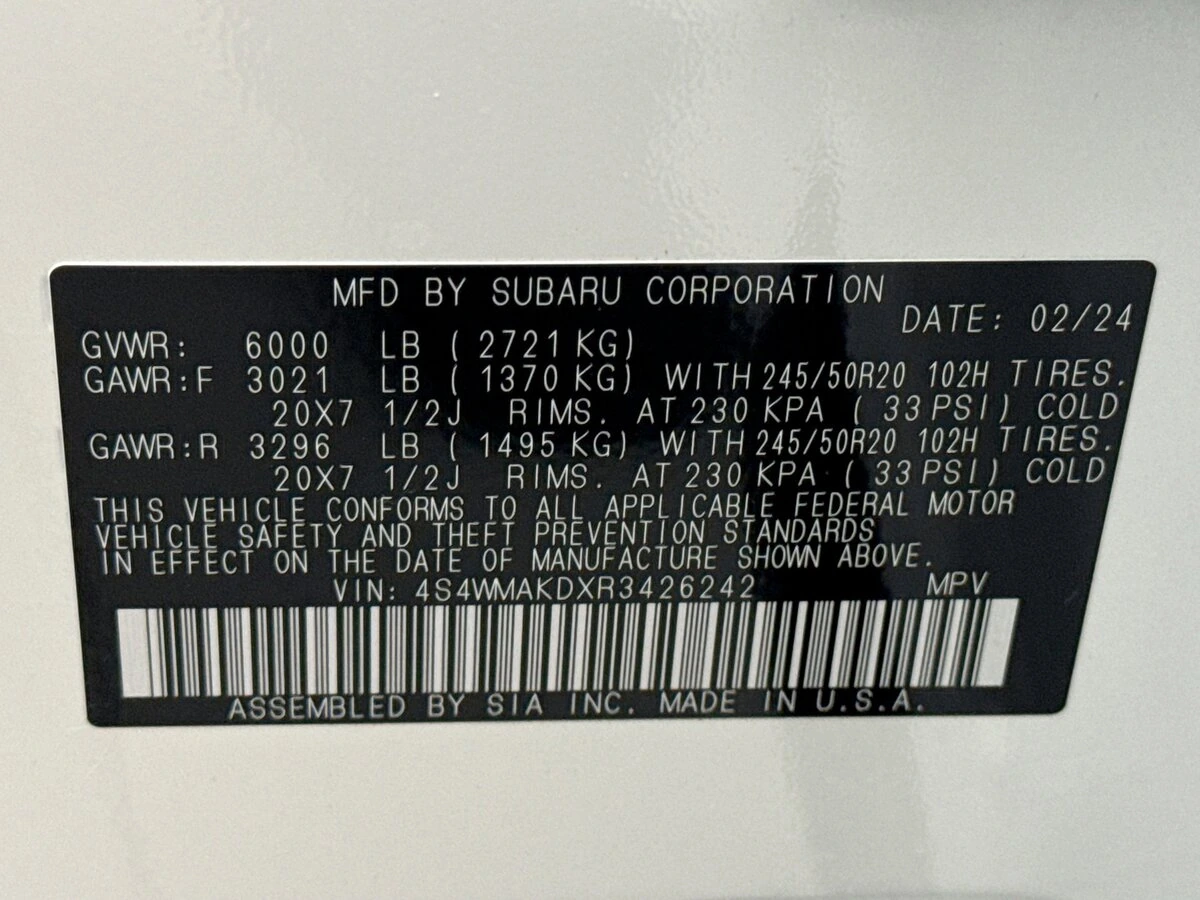 MFD BY SUBARU CORPORATION
DATE: 02/24
GVWR: 6000 LB ( 2721 KG)
GAWR:F 3021 LB ( 1370 KG) WITH 245/50R20 102H TIRES.
20X7 1/2J RIMS. AT 230 KPA ( 33 PSI) COLD
GAWR:R 3296 LB ( 1495 KG) WITH 245/50R20 102H TIRES.
20X7 1/2J RIMS. AT 230 KPA ( 33 PSI) COLD
THIS VEHICLE CONFORMS TO ALL APPLICABLE FEDERAL MOTOR
VEHICLE SAFETY AND THEFT PREVENTION STANDARDS
IN EFFECT ON THE DATE OF MANUFACTURE SHOWN ABOVE.
VIN: 4S4WMAKDXR3426242 MPV
ASSEMBLED BY SIA INC. MADE IN U.S.A.